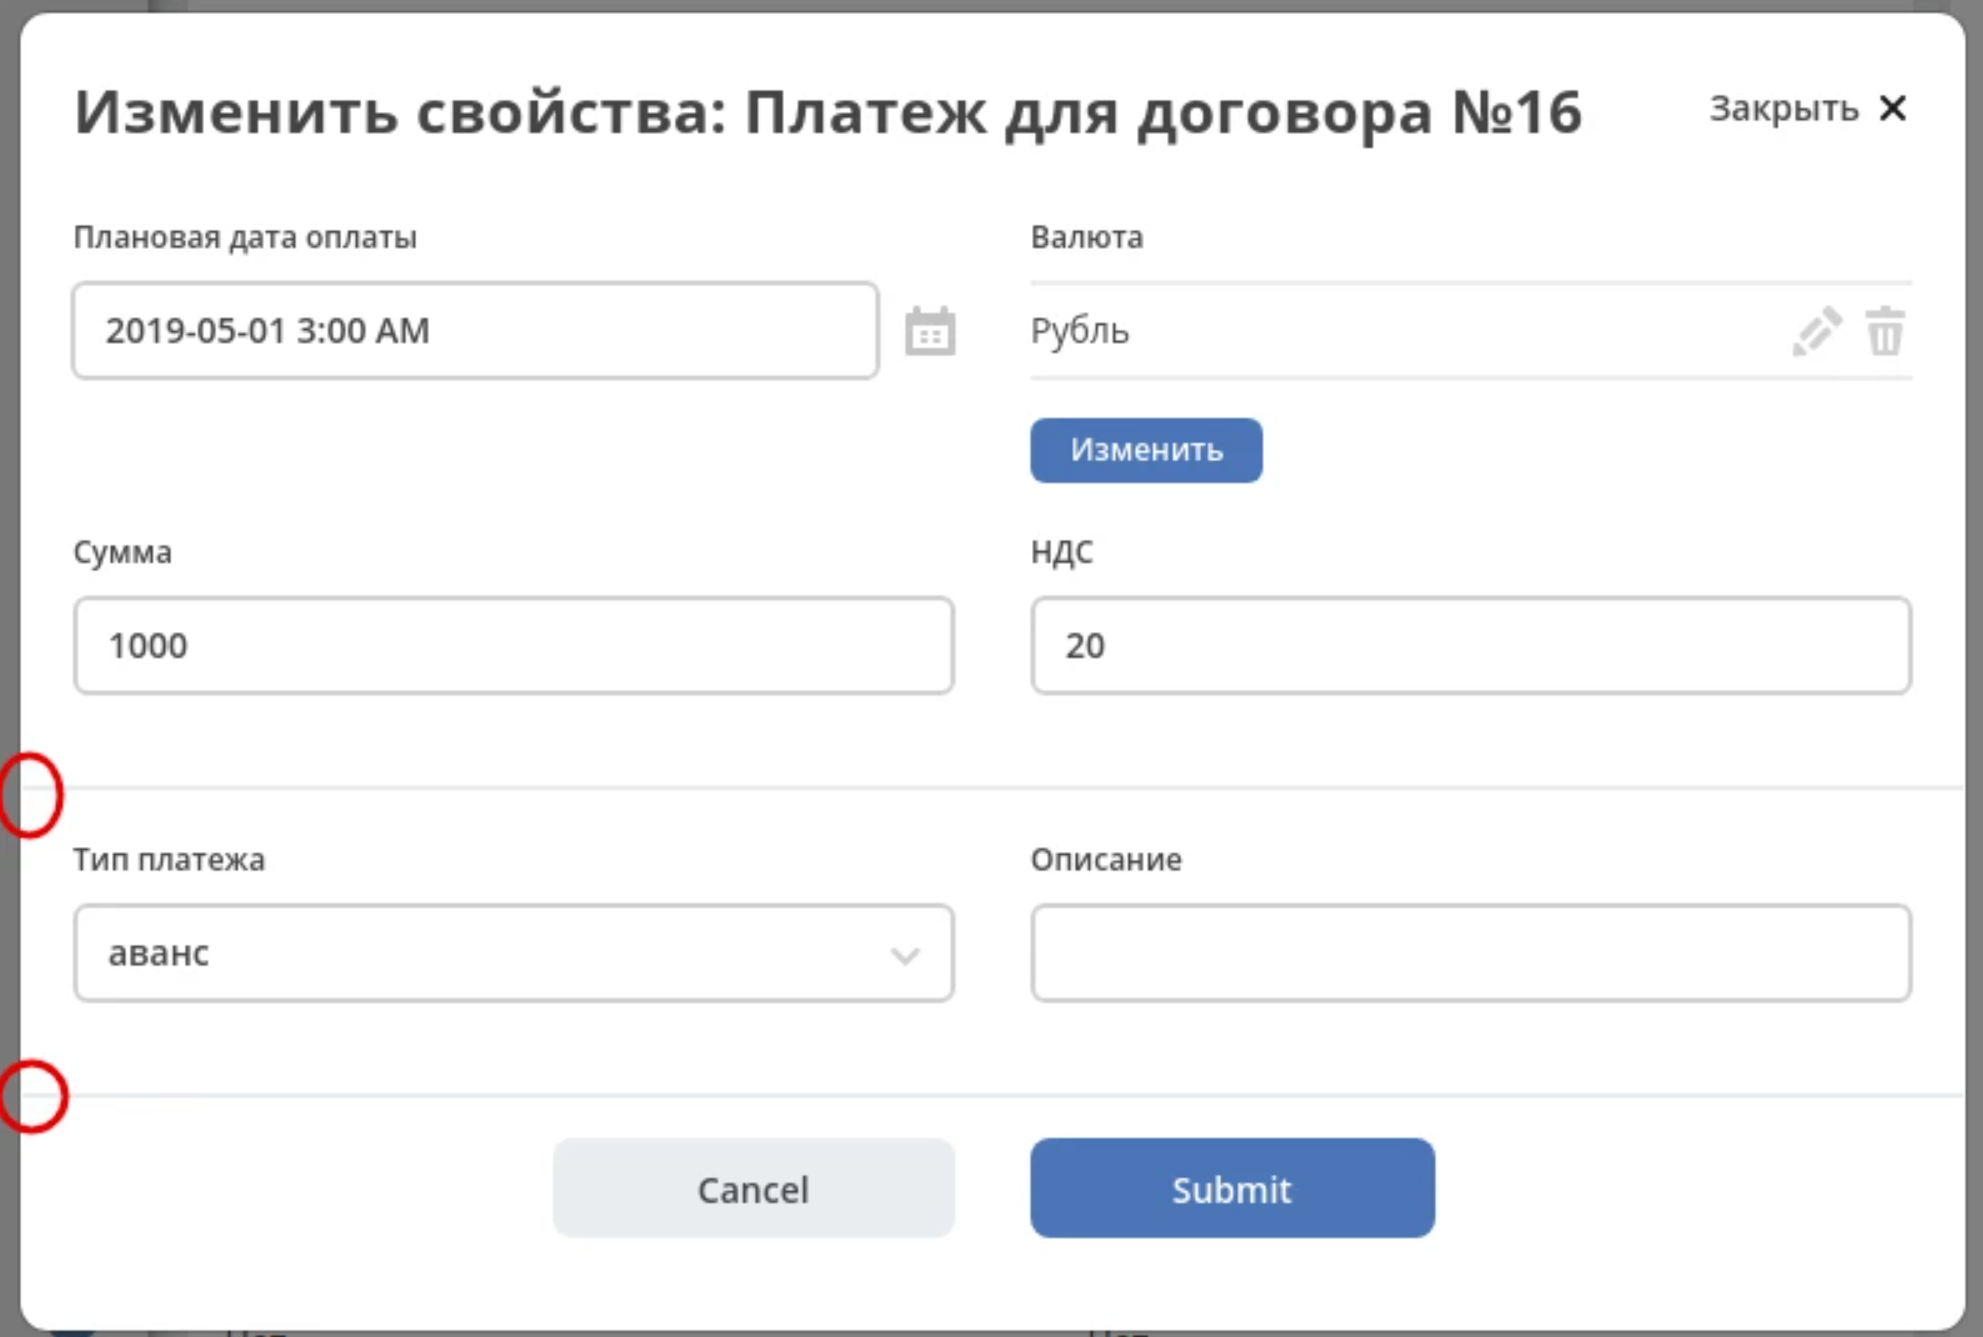 Изменить свойства: Платеж для договора №16
Закрыть
Плановая дата оплаты
Валюта
2019-05-01 3:00 AM
Рубль
Изменить
Сумма
НДС
1000
20
Тип платежа
Описание
аванс
Cancel
Submit